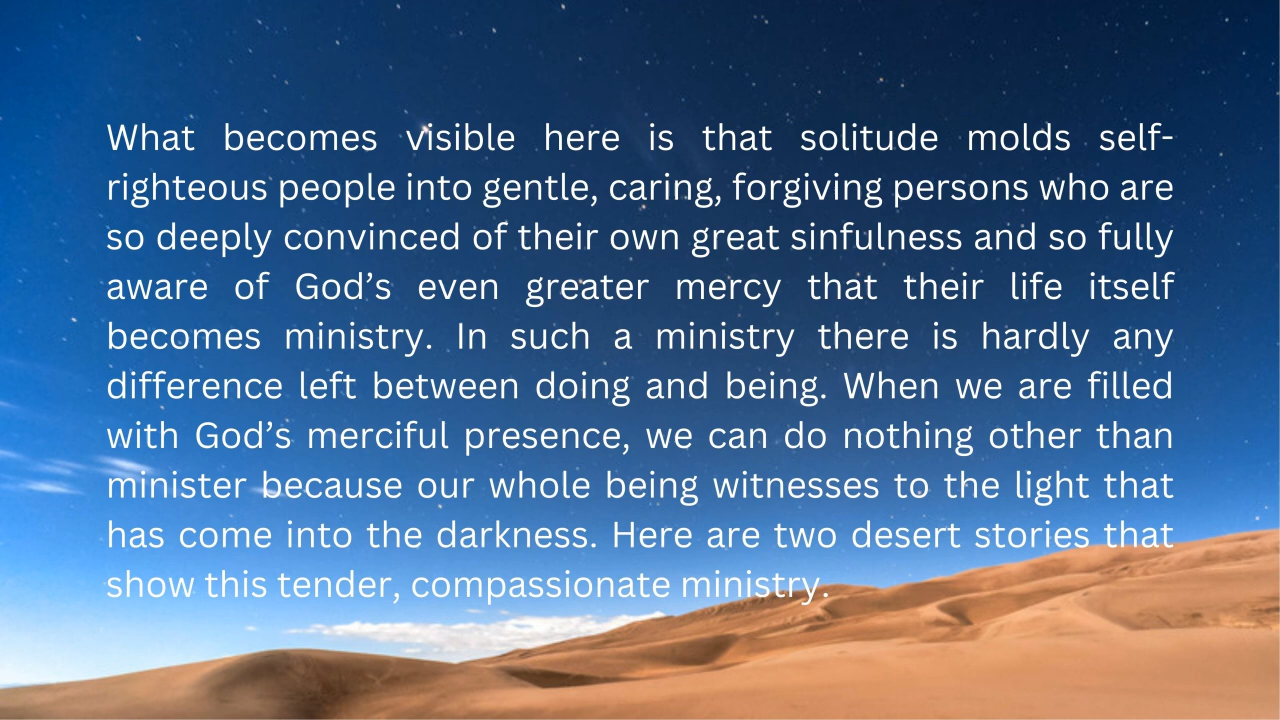 What becomes visible here is that solitude molds self-
righteous people into gentle, caring, forgiving persons who are
so deeply convinced of their own great sinfulness and so fully
aware of God’s even greater mercy that their life itself
becomes ministry. In such a ministry there is hardly any
difference left between doing and being. When we are filled
with God’s merciful presence, we can do nothing other than
minister because our whole being witnesses to the light that
has come into the darkness. Here are two desert stories that
show this tender, compassionate ministry.